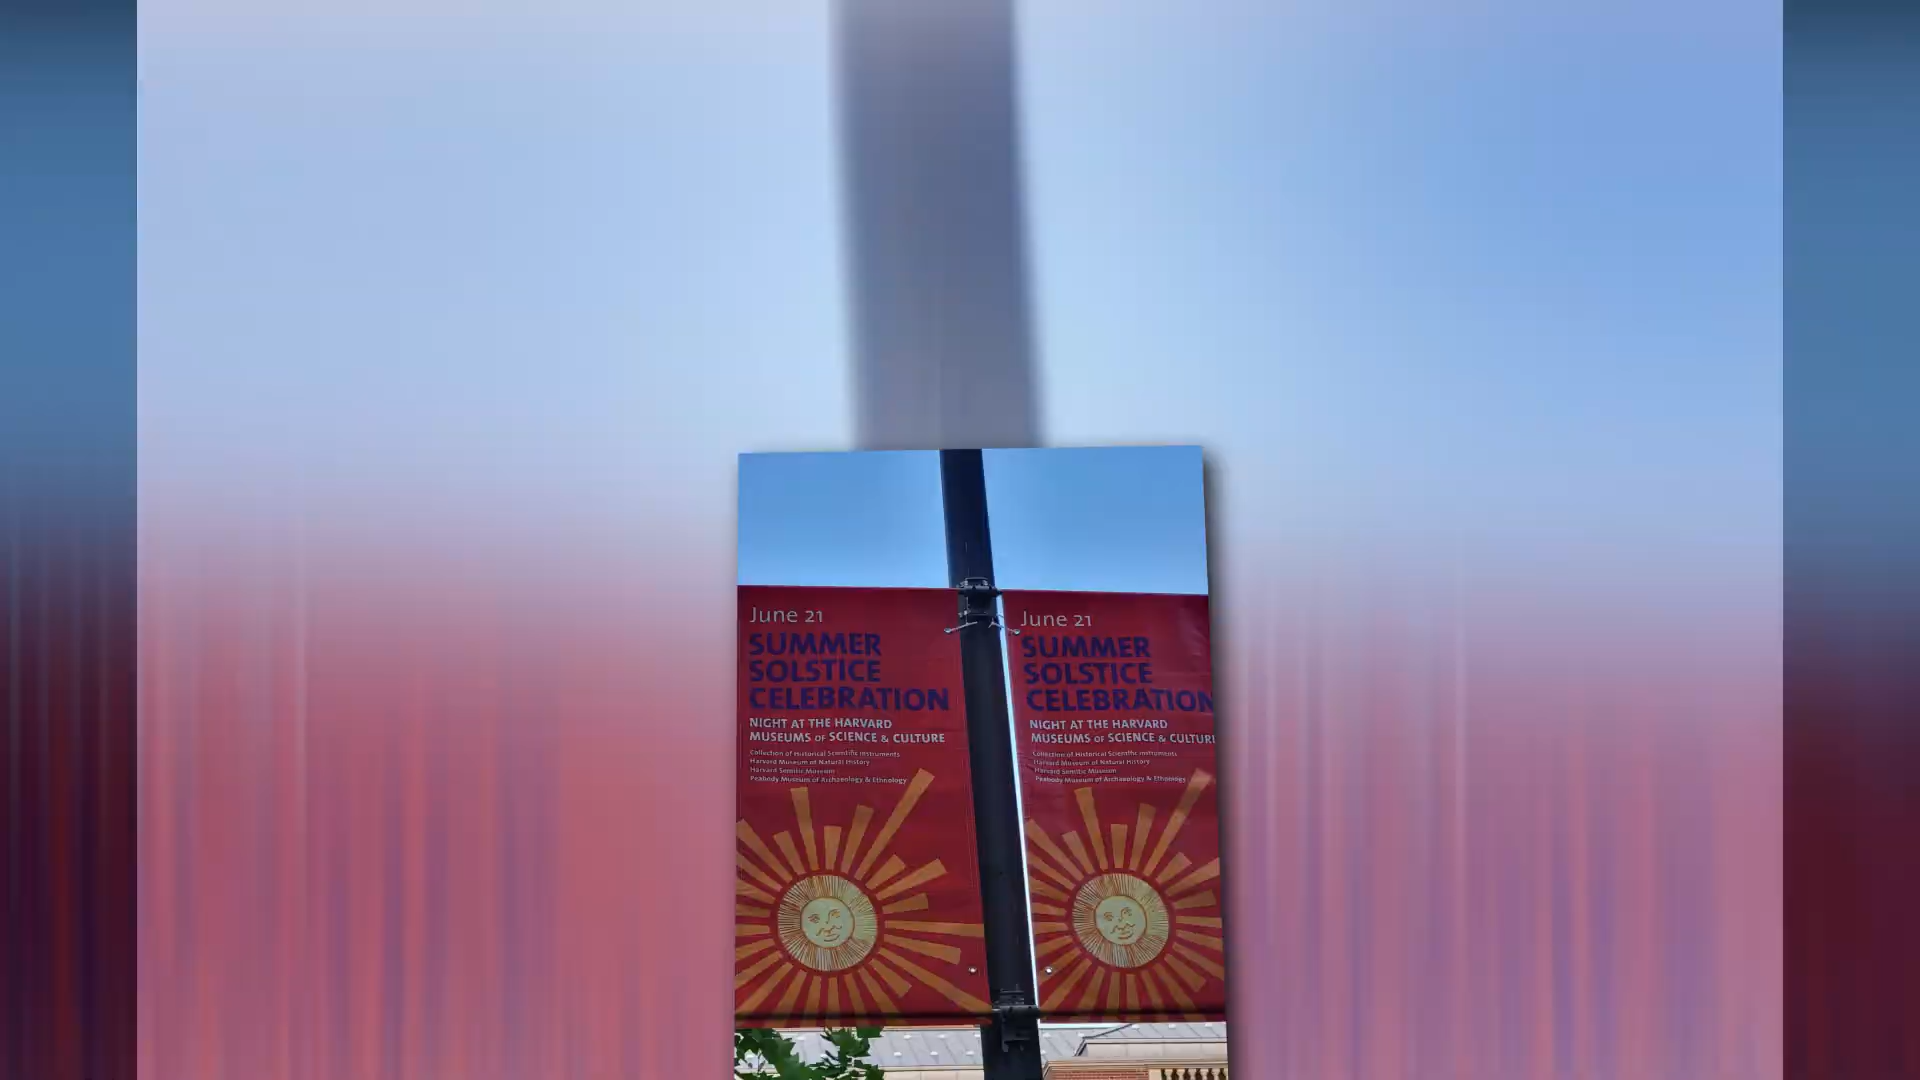 June 21
SUMMER
SOLSTICE
CELEBRATION
NIGHT AT THE HARVARD
MUSEUMS OF SCIENCE & CULTURE
Collection of Historical Scientific Instruments
Harvard Museum of Natural History
Harvard Semitic Museum
Peabody Museum of Archaeology & Ethnology
June 21
SUMMER
SOLSTICE
CELEBRATION
NIGHT AT THE HARVARD
MUSEUMS OF SCIENCE & CULTUR
Collection of Historical Scientific Instruments
Harvard Museum of Natural History
Harvard Semitic Museum
Peabody Museum of Archaeology & Ethnology